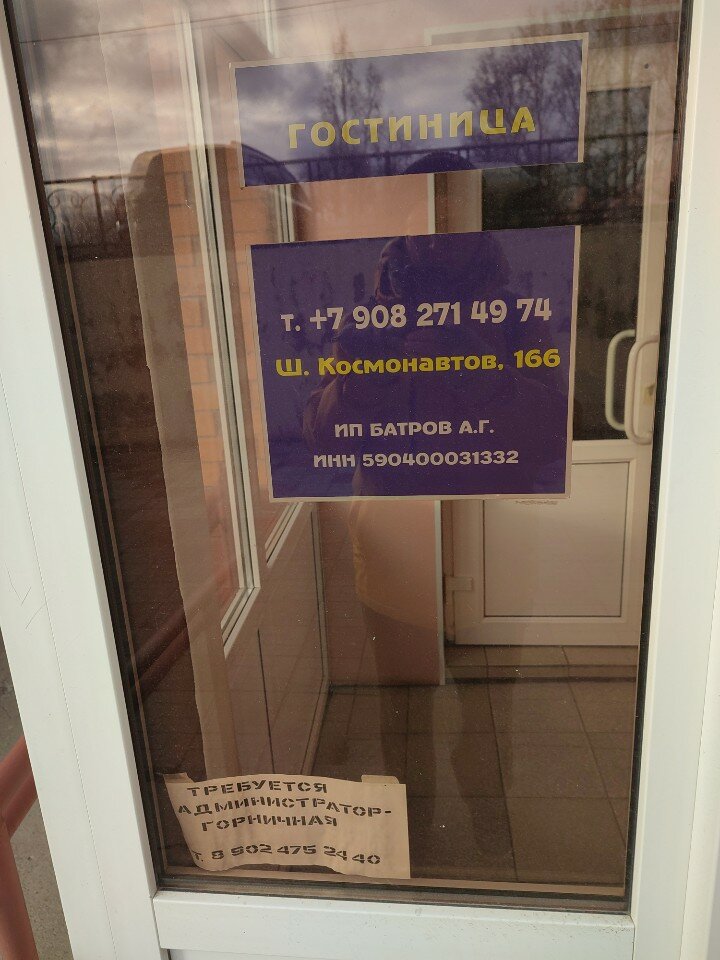 ГОСТИНИЦА
т. +7 908 271 49 74
Ш. Космонавтов, 166
ИП БАТРОВ А.Г.
ИНН 590400031332
ТРЕБУЕТСЯ
АДМИНИСТРАТОР-
ГОРНИЧНАЯ
Т. 8 902 475 24 40